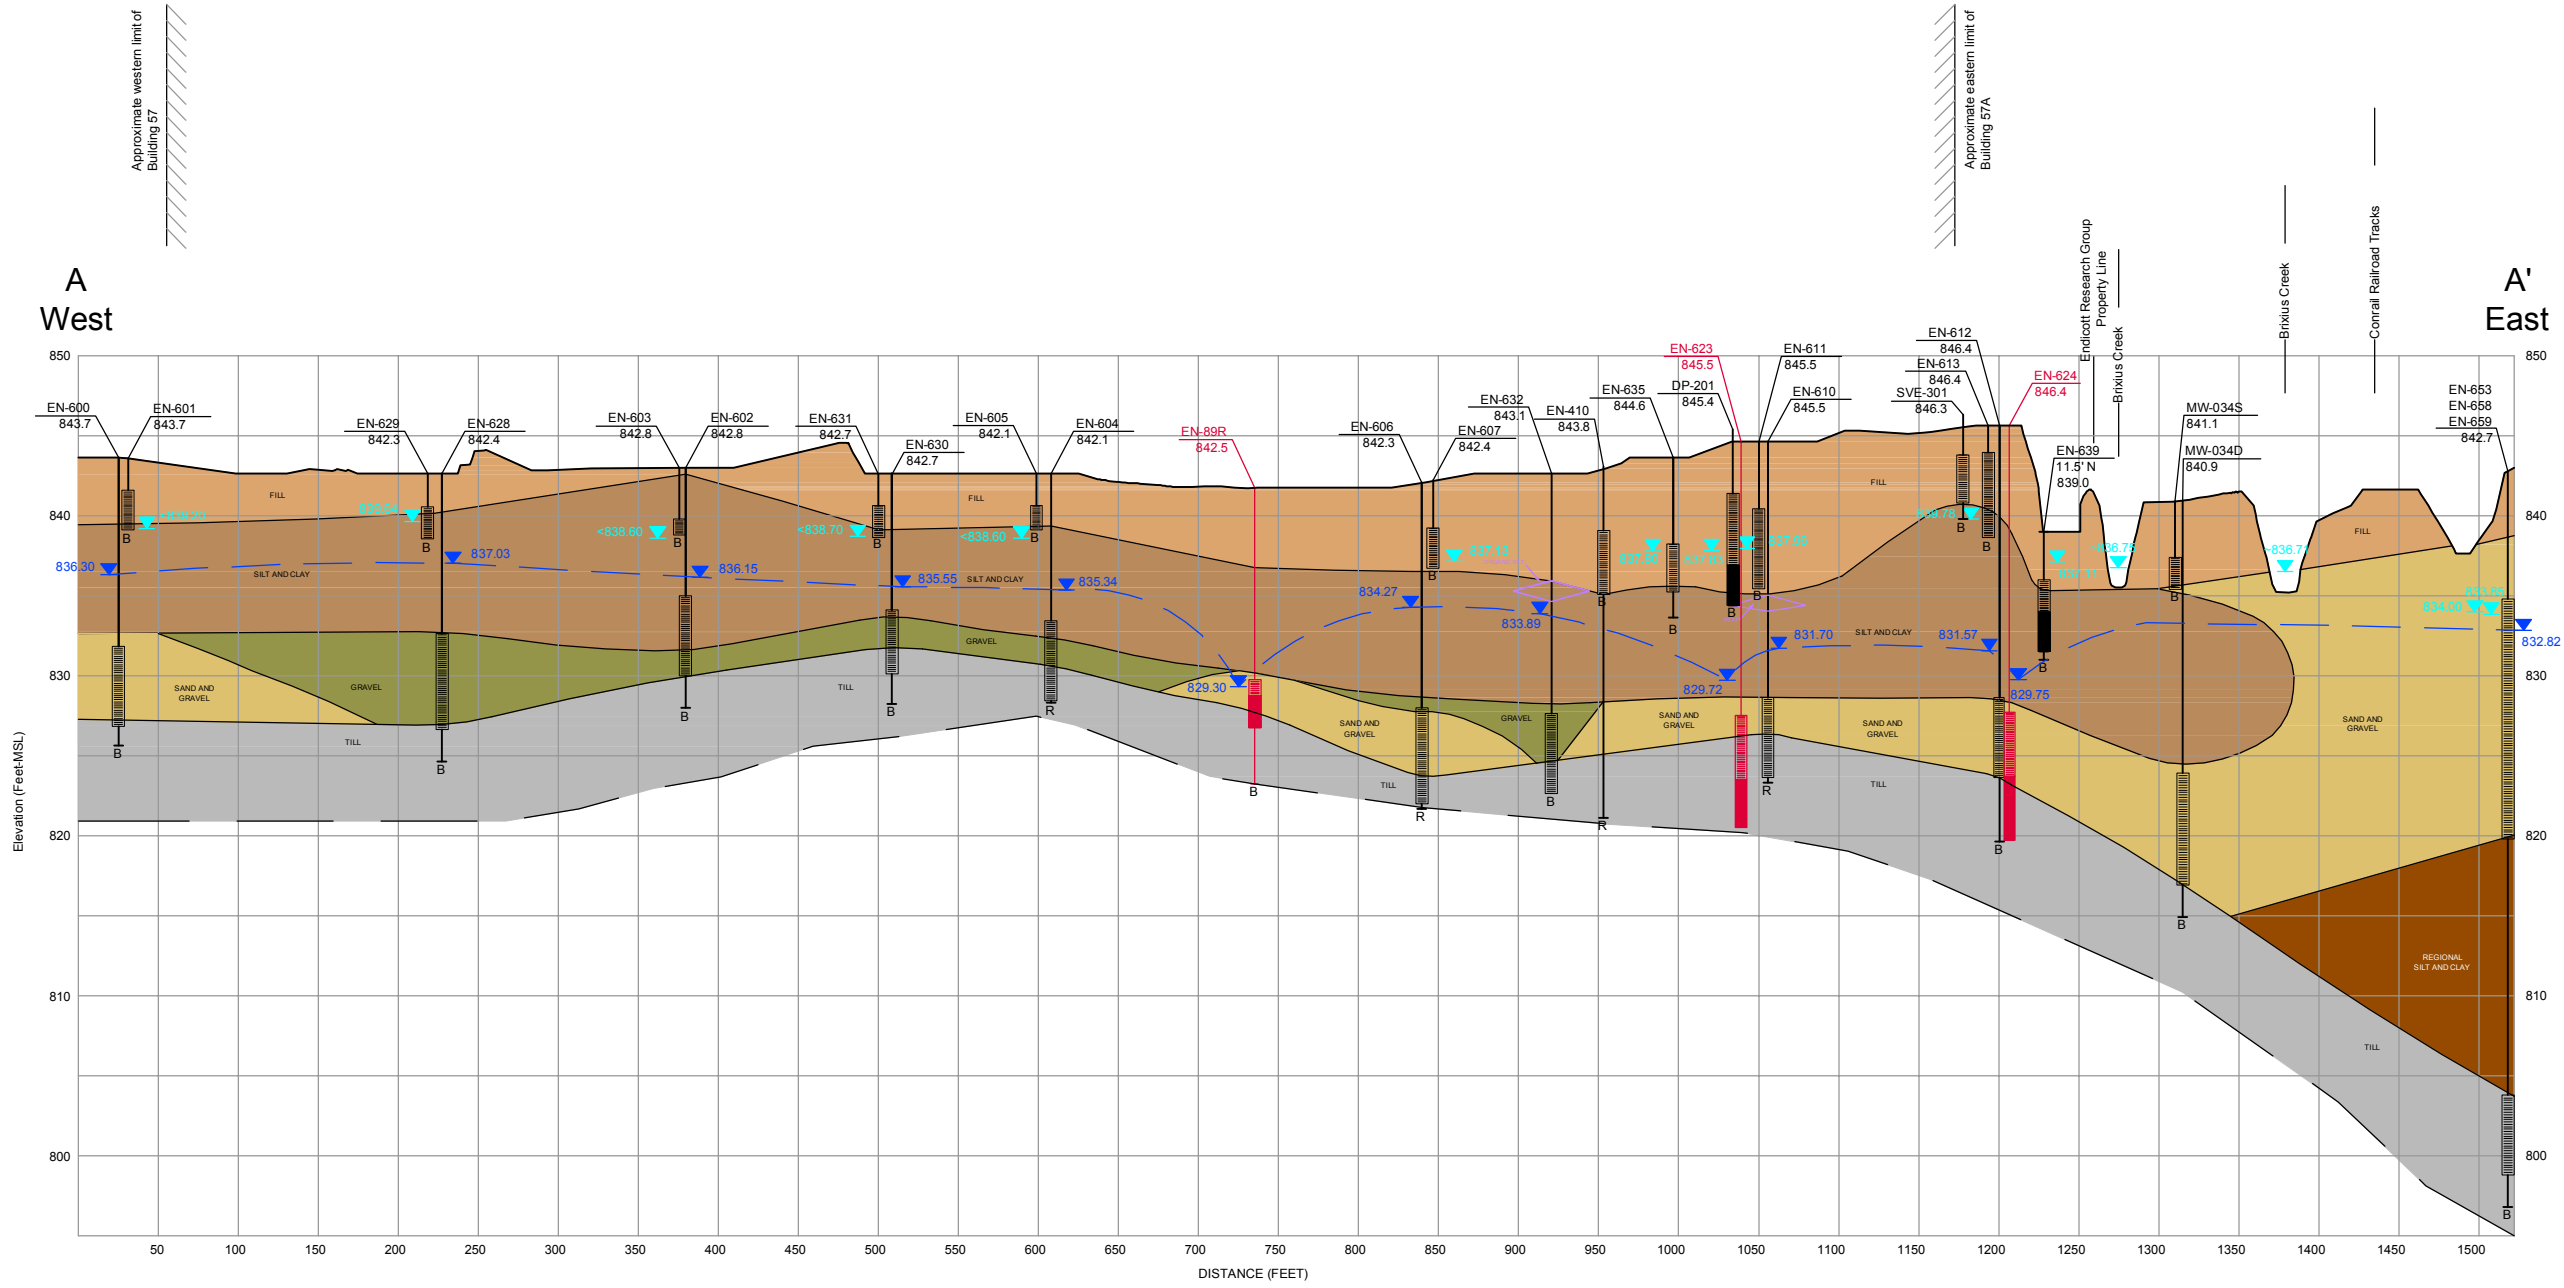 Approximate western limit of
Building 57
Approximate eastern limit of
Building 57A
Endicott Research Group
Property Line
Brixius Creek
Brixius Creek
Conrail Railroad Tracks
A
West
A'
East
850
840
830
820
810
800
850
840
830
820
810
800
Elevation (Feet-MSL)
EN-600
843.7
EN-601
843.7
EN-629
842.3
EN-628
842.4
EN-603
842.8
EN-602
842.8
EN-631
842.7
EN-630
842.7
EN-605
842.1
EN-604
842.1
EN-89R
842.5
EN-606
842.3
EN-607
842.4
EN-632
843.1
EN-410
843.8
EN-635
844.6
EN-623
845.5
DP-201
845.4
EN-611
845.5
EN-610
845.5
EN-612
846.4
EN-613
846.4
SVE-301
846.3
EN-624
846.4
EN-639
11.5' N
839.0
MW-034S
841.1
MW-034D
840.9
EN-653
EN-658
EN-659
842.7
FILL
FILL
FILL
FILL
<838.60
<838.70
<838.60
837.13
~836.75
~836.71
834.00
836.30
837.03
836.15
835.55
835.34
829.30
834.27
833.89
829.72
831.70
831.57
829.75
832.82
SILT AND CLAY
SILT AND CLAY
SILT AND CLAY
SAND AND
GRAVEL
GRAVEL
GRAVEL
SAND AND
GRAVEL
GRAVEL
SAND AND
GRAVEL
SAND AND
GRAVEL
SAND AND
GRAVEL
TILL
TILL
TILL
TILL
TILL
REGIONAL
SILT AND CLAY
B
B
B
B
B
B
B
B
B
R
B
R
B
B
B
R
B
B
B
B
R
B
B
B
B
B
B
B
50
100
150
200
250
300
350
400
450
500
550
600
650
700
750
800
850
900
950
1000
1050
1100
1150
1200
1250
1300
1350
1400
1450
1500
DISTANCE (FEET)